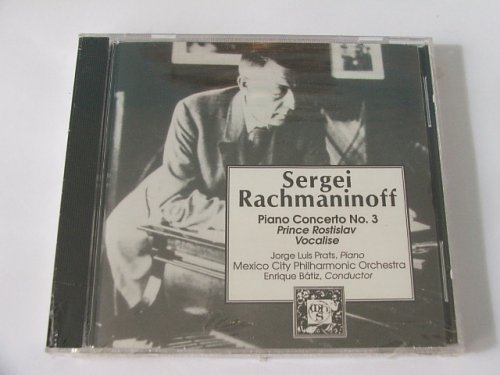 Sergei
Rachmaninoff
Piano Concerto No. 3
Prince Rostislav
Vocalise
Jorge Luis Prats, Piano
Mexico City Philharmonic Orchestra
Enrique Bátiz, Conductor